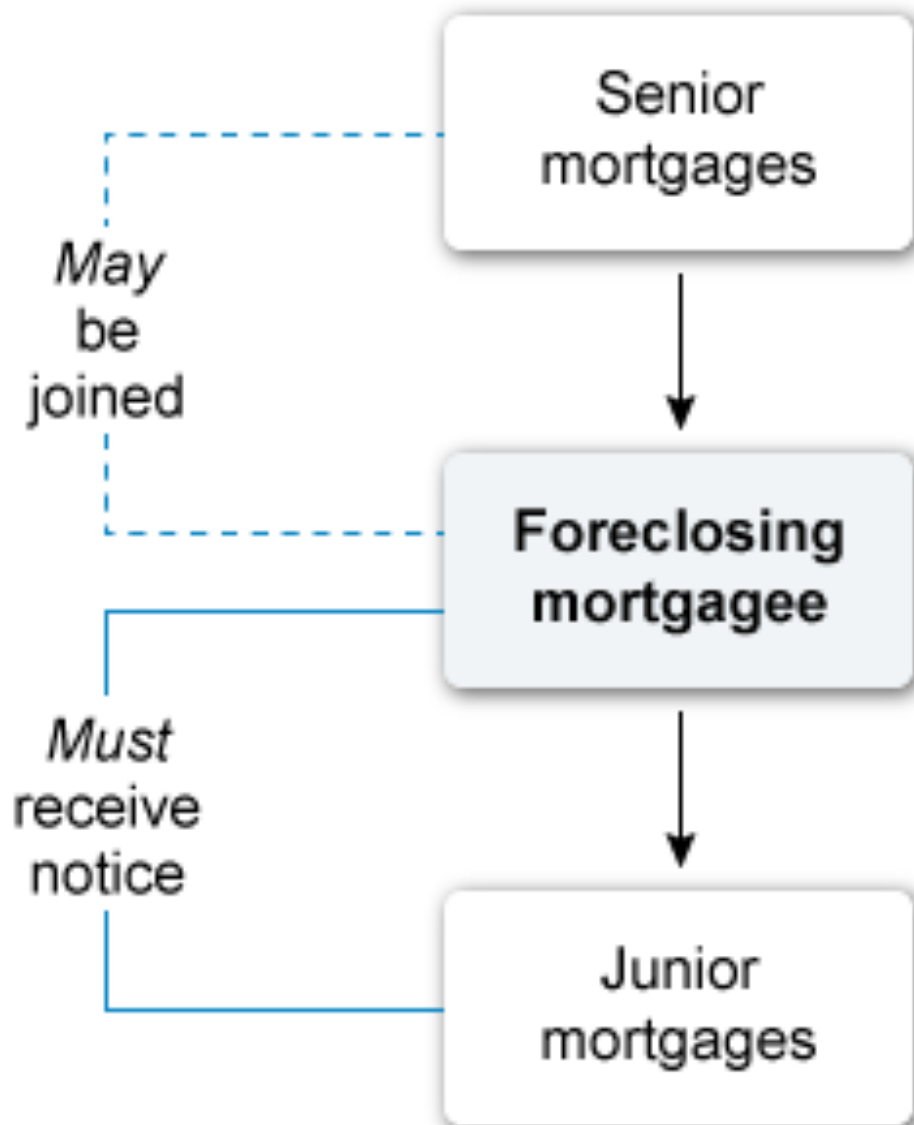 Senior
mortgages
May
be
joined
Foreclosing
mortgagee
Must
receive
notice
Junior
mortgages